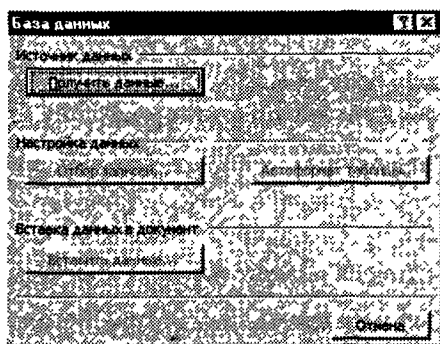 База данных
Источник данных
Получить данные...
Настройка данных
Отбор записей...
Автоформат таблицы...
Вставка данных в документ
Вставить данные...
Отмена